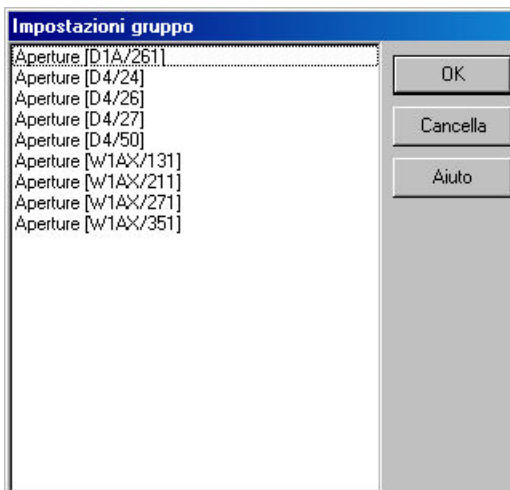 Impostazioni gruppo
Aperture [D1A/261]
Aperture [D4/24]
Aperture [D4/26]
Aperture [D4/27]
Aperture [D4/50]
Aperture [W1AX/131]
Aperture [W1AX/211]
Aperture [W1AX/271]
Aperture [W1AX/351]
OK
Cancella
Aiuto